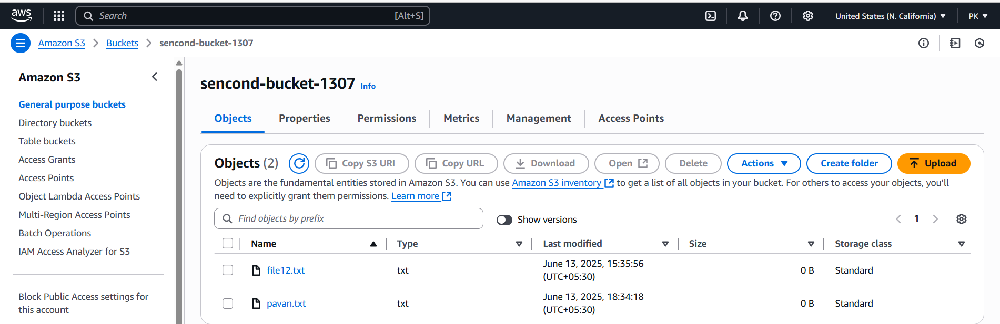 aws
Search [Alt+S] United States (N. California) PK
Amazon S3 Buckets sencond-bucket-1307
Amazon S3
General purpose buckets
Directory buckets
Table buckets
Access Grants
Access Points
Object Lambda Access Points
Multi-Region Access Points
Batch Operations
IAM Access Analyzer for S3
Block Public Access settings for
this account
sencond-bucket-1307 Info
Objects Properties Permissions Metrics Management Access Points
Objects (2) Copy S3 URI Copy URL Download Open Delete Actions Create folder Upload
Objects are the fundamental entities stored in Amazon S3. You can use Amazon S3 inventory to get a list of all objects in your bucket. For others to access your objects, you'll
need to explicitly grant them permissions. Learn more
Find objects by prefix Show versions 1
Name Type Last modified Size Storage class
file12.txt txt June 13, 2025, 15:35:56 (UTC+05:30) 0 B Standard
pavan.txt txt June 13, 2025, 18:34:18 (UTC+05:30) 0 B Standard